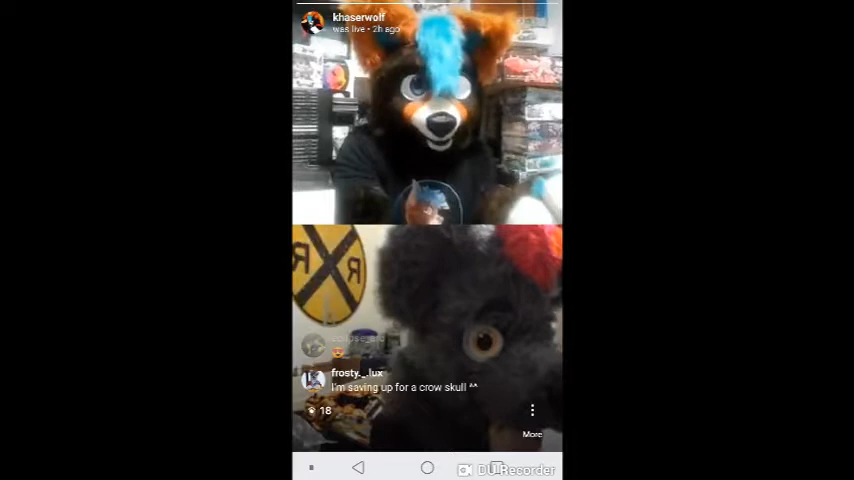 khaserwolf
was live • 2h ago
R R
frosty._.lux
I'm saving up for a crow skull ^^
18
More
DU Recorder